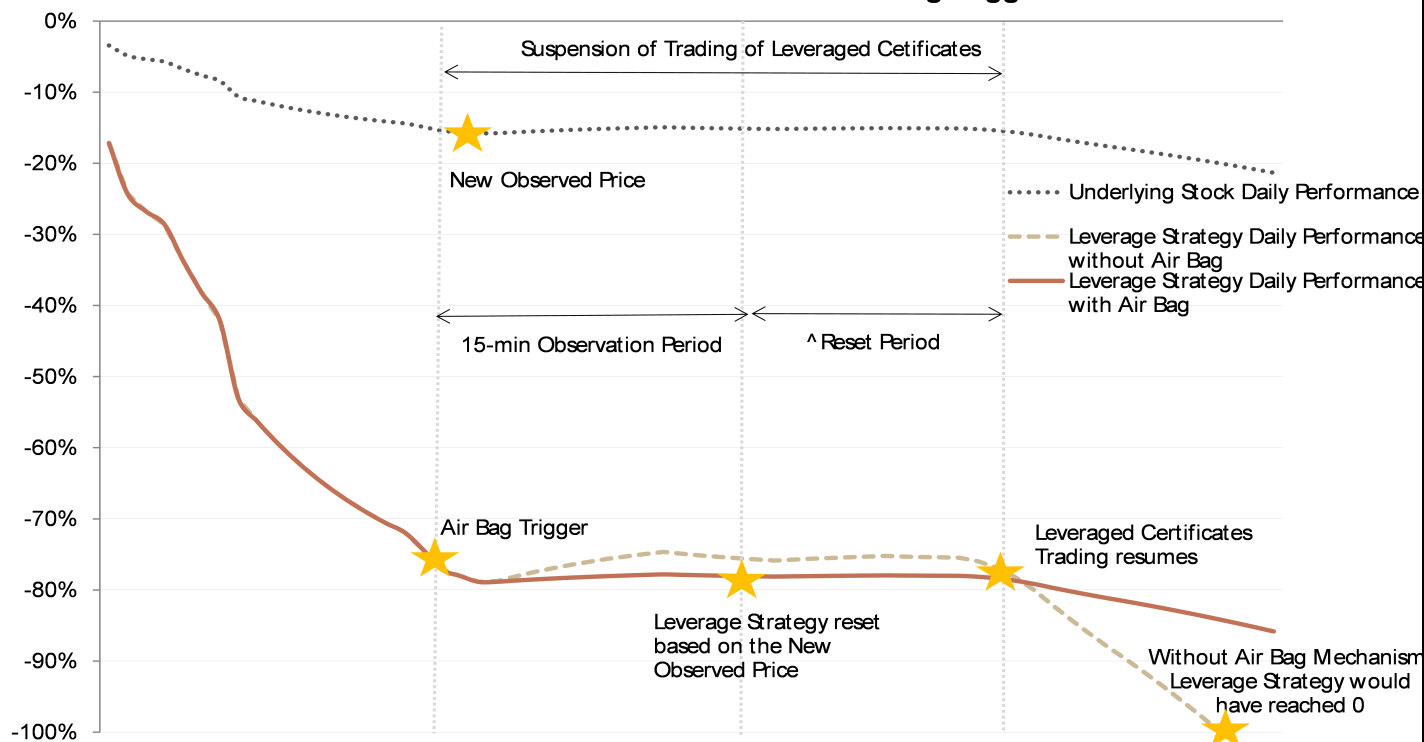 0%
-10%
-20%
-30%
-40%
-50%
-60%
-70%
-80%
-90%
-100%
Suspension of Trading of Leveraged Cetificates
New Observed Price
Underlying Stock Daily Performance
Leverage Strategy Daily Performance
without Air Bag
Leverage Strategy Daily Performance
with Air Bag
15-min Observation Period
^ Reset Period
Air Bag Trigger
Leveraged Certificates
Trading resumes
Leverage Strategy reset
based on the New
Observed Price
Without Air Bag Mechanism
Leverage Strategy would
have reached 0